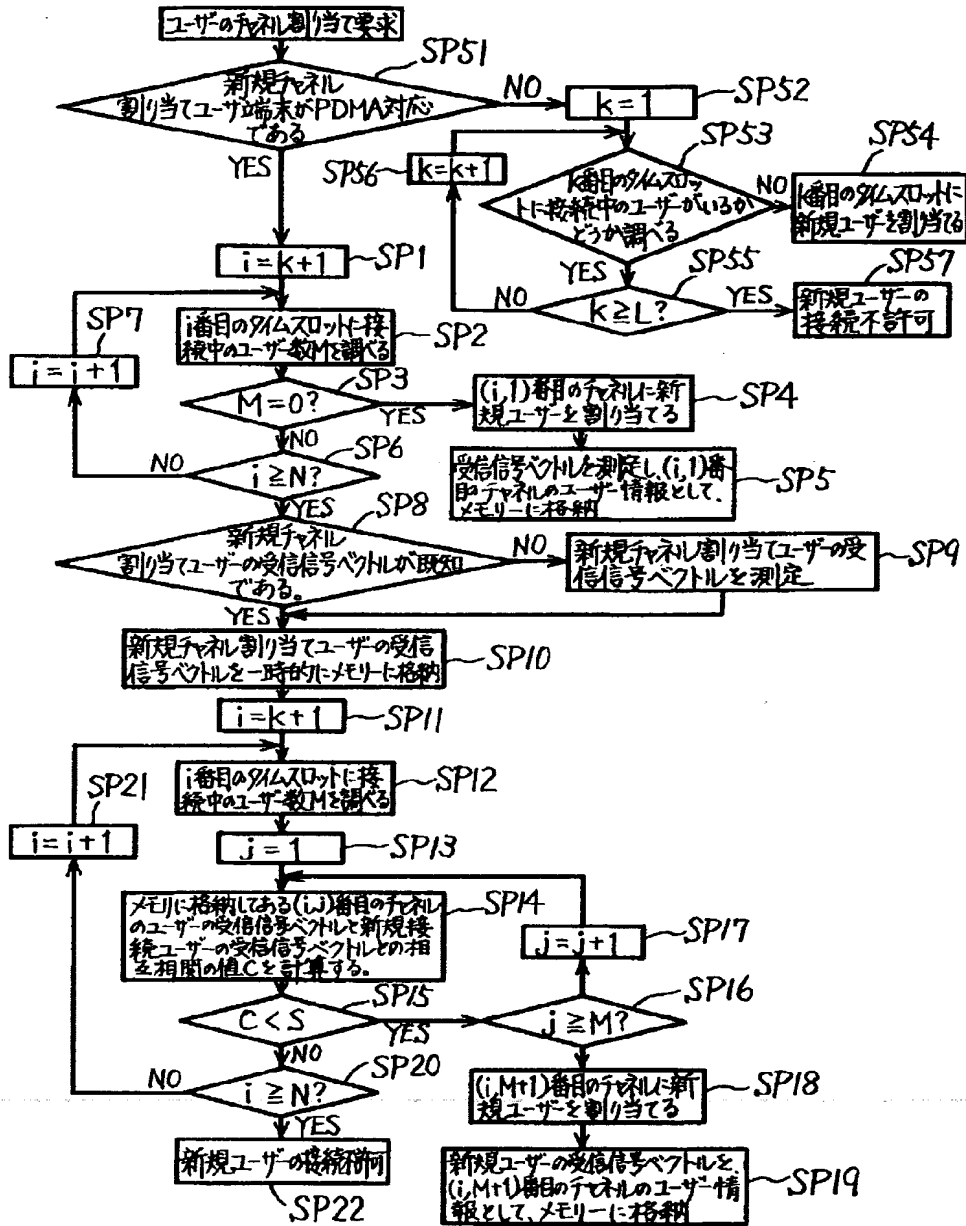 ユーザーのチャネル割り当て要求
SP51
新規チャネル
割り当てユーザ端末がPDMA対応
である
NO
YES
k=1
SP52
SP53
SP54
SP56
k=k+1
k番目のタイムスロッ
トに接続中のユーザーがいるか
どうか調べる
NO
k番目のタイムスロットに
新規ユーザーを割り当てる
YES
SP55
SP57
k≧L?
NO
YES
新規ユーザーの
接続不許可
i=k+1
SP1
SP7
i=i+1
i番目のタイムスロットに接
続中のユーザー数Mを調べる
SP2
SP3
M=0?
YES
NO
(i,1)番目のチャネルに新
規ユーザーを割り当てる
SP4
SP6
i≧N?
NO
YES
受信信号ベクトルを測定し、(i,1)番
目のチャネルのユーザー情報として、
メモリーに格納
SP5
SP8
新規チャネル
割り当てユーザーの受信信号ベクトルが既知
である。
NO
YES
新規チャネル割り当てユーザーの受
信信号ベクトルを測定
SP9
新規チャネル割り当てユーザーの受信
信号ベクトルを一時的にメモリーに格納
SP10
i=k+1
SP11
SP21
i=i+1
i番目のタイムスロットに接
続中のユーザー数Mを調べる
SP12
j=1
SP13
メモリに格納してある(i,j)番目のチャネル
のユーザーの受信信号ベクトルと新規接
続ユーザーの受信信号ベクトルとの相
互相関の値Cを計算する。
SP14
j=j+1
SP17
SP15
C<S
YES
NO
SP16
j≧M?
SP20
i≧N?
NO
YES
(i,M+1)番目のチャネルに新
規ユーザーを割り当てる
SP18
新規ユーザーの接続不許可
SP22
新規ユーザーの受信信号ベクトルを、
(i,M+1)番目のチャネルのユーザー情
報として、メモリーに格納
SP19